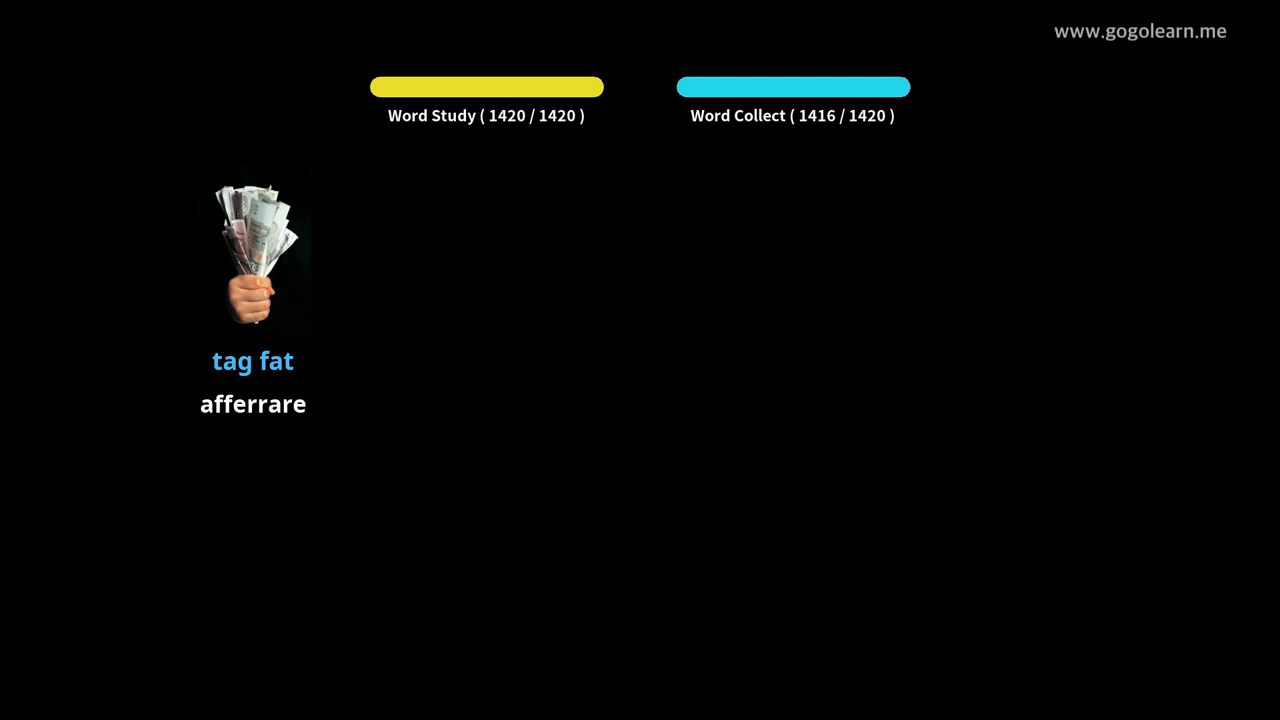 www.gogolearn.me
Word Study ( 1420 / 1420 )
Word Collect ( 1416 / 1420 )
tag fat
afferrare